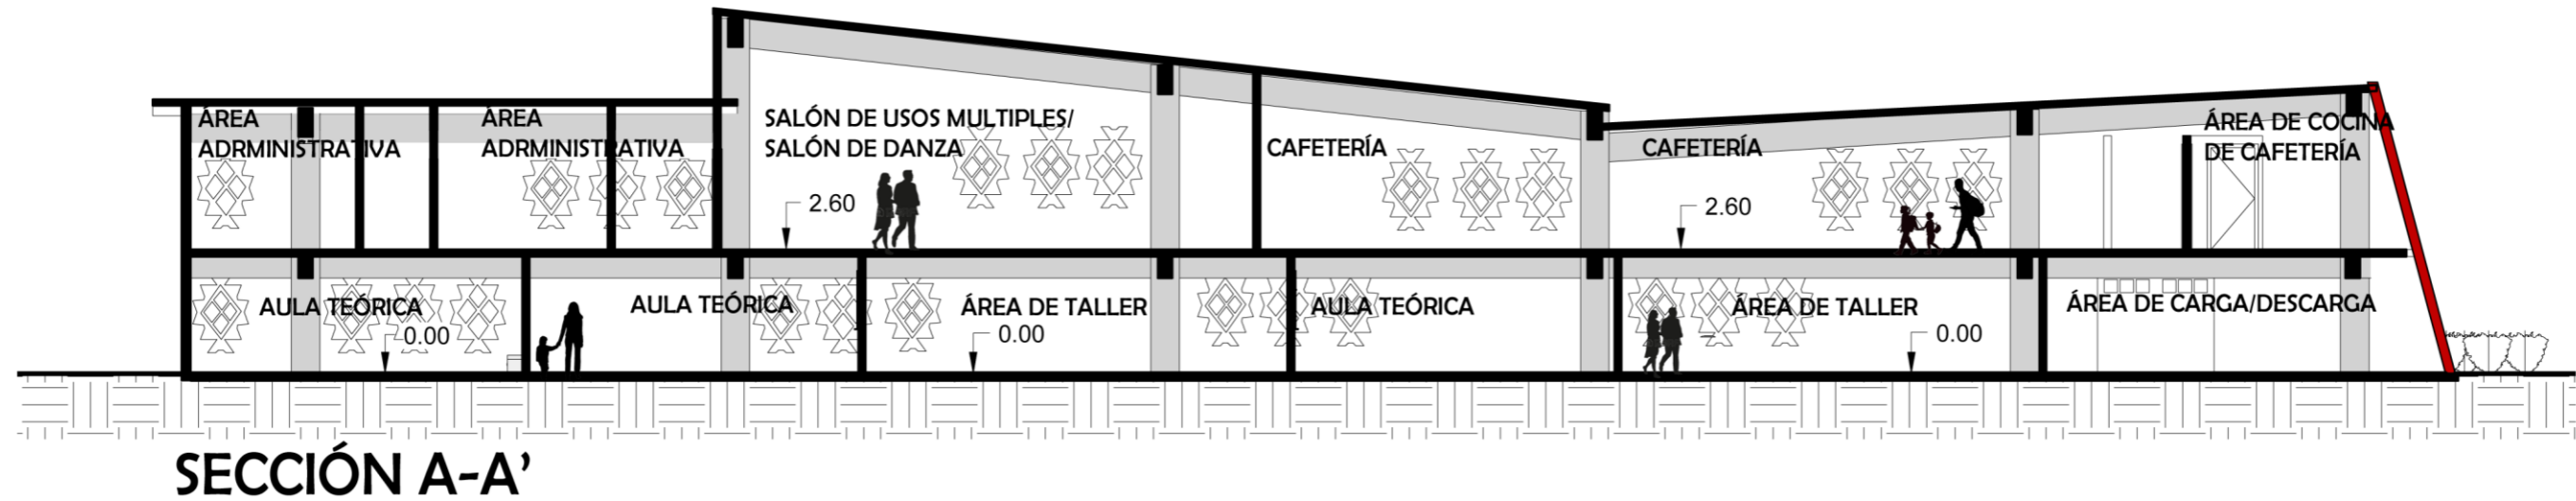 ÁREA
ADRMINISTRATIVA
ÁREA
ADRMINISTRATIVA
SALÓN DE USOS MULTIPLES/
SALÓN DE DANZA
2.60
CAFETERÍA
CAFETERÍA
2.60
ÁREA DE COCINA
DE CAFETERÍA
AULA TEÓRICA
0.00
AULA TEÓRICA
ÁREA DE TALLER
0.00
AULA TEÓRICA
ÁREA DE TALLER
0.00
ÁREA DE CARGA/DESCARGA
SECCIÓN A-A’